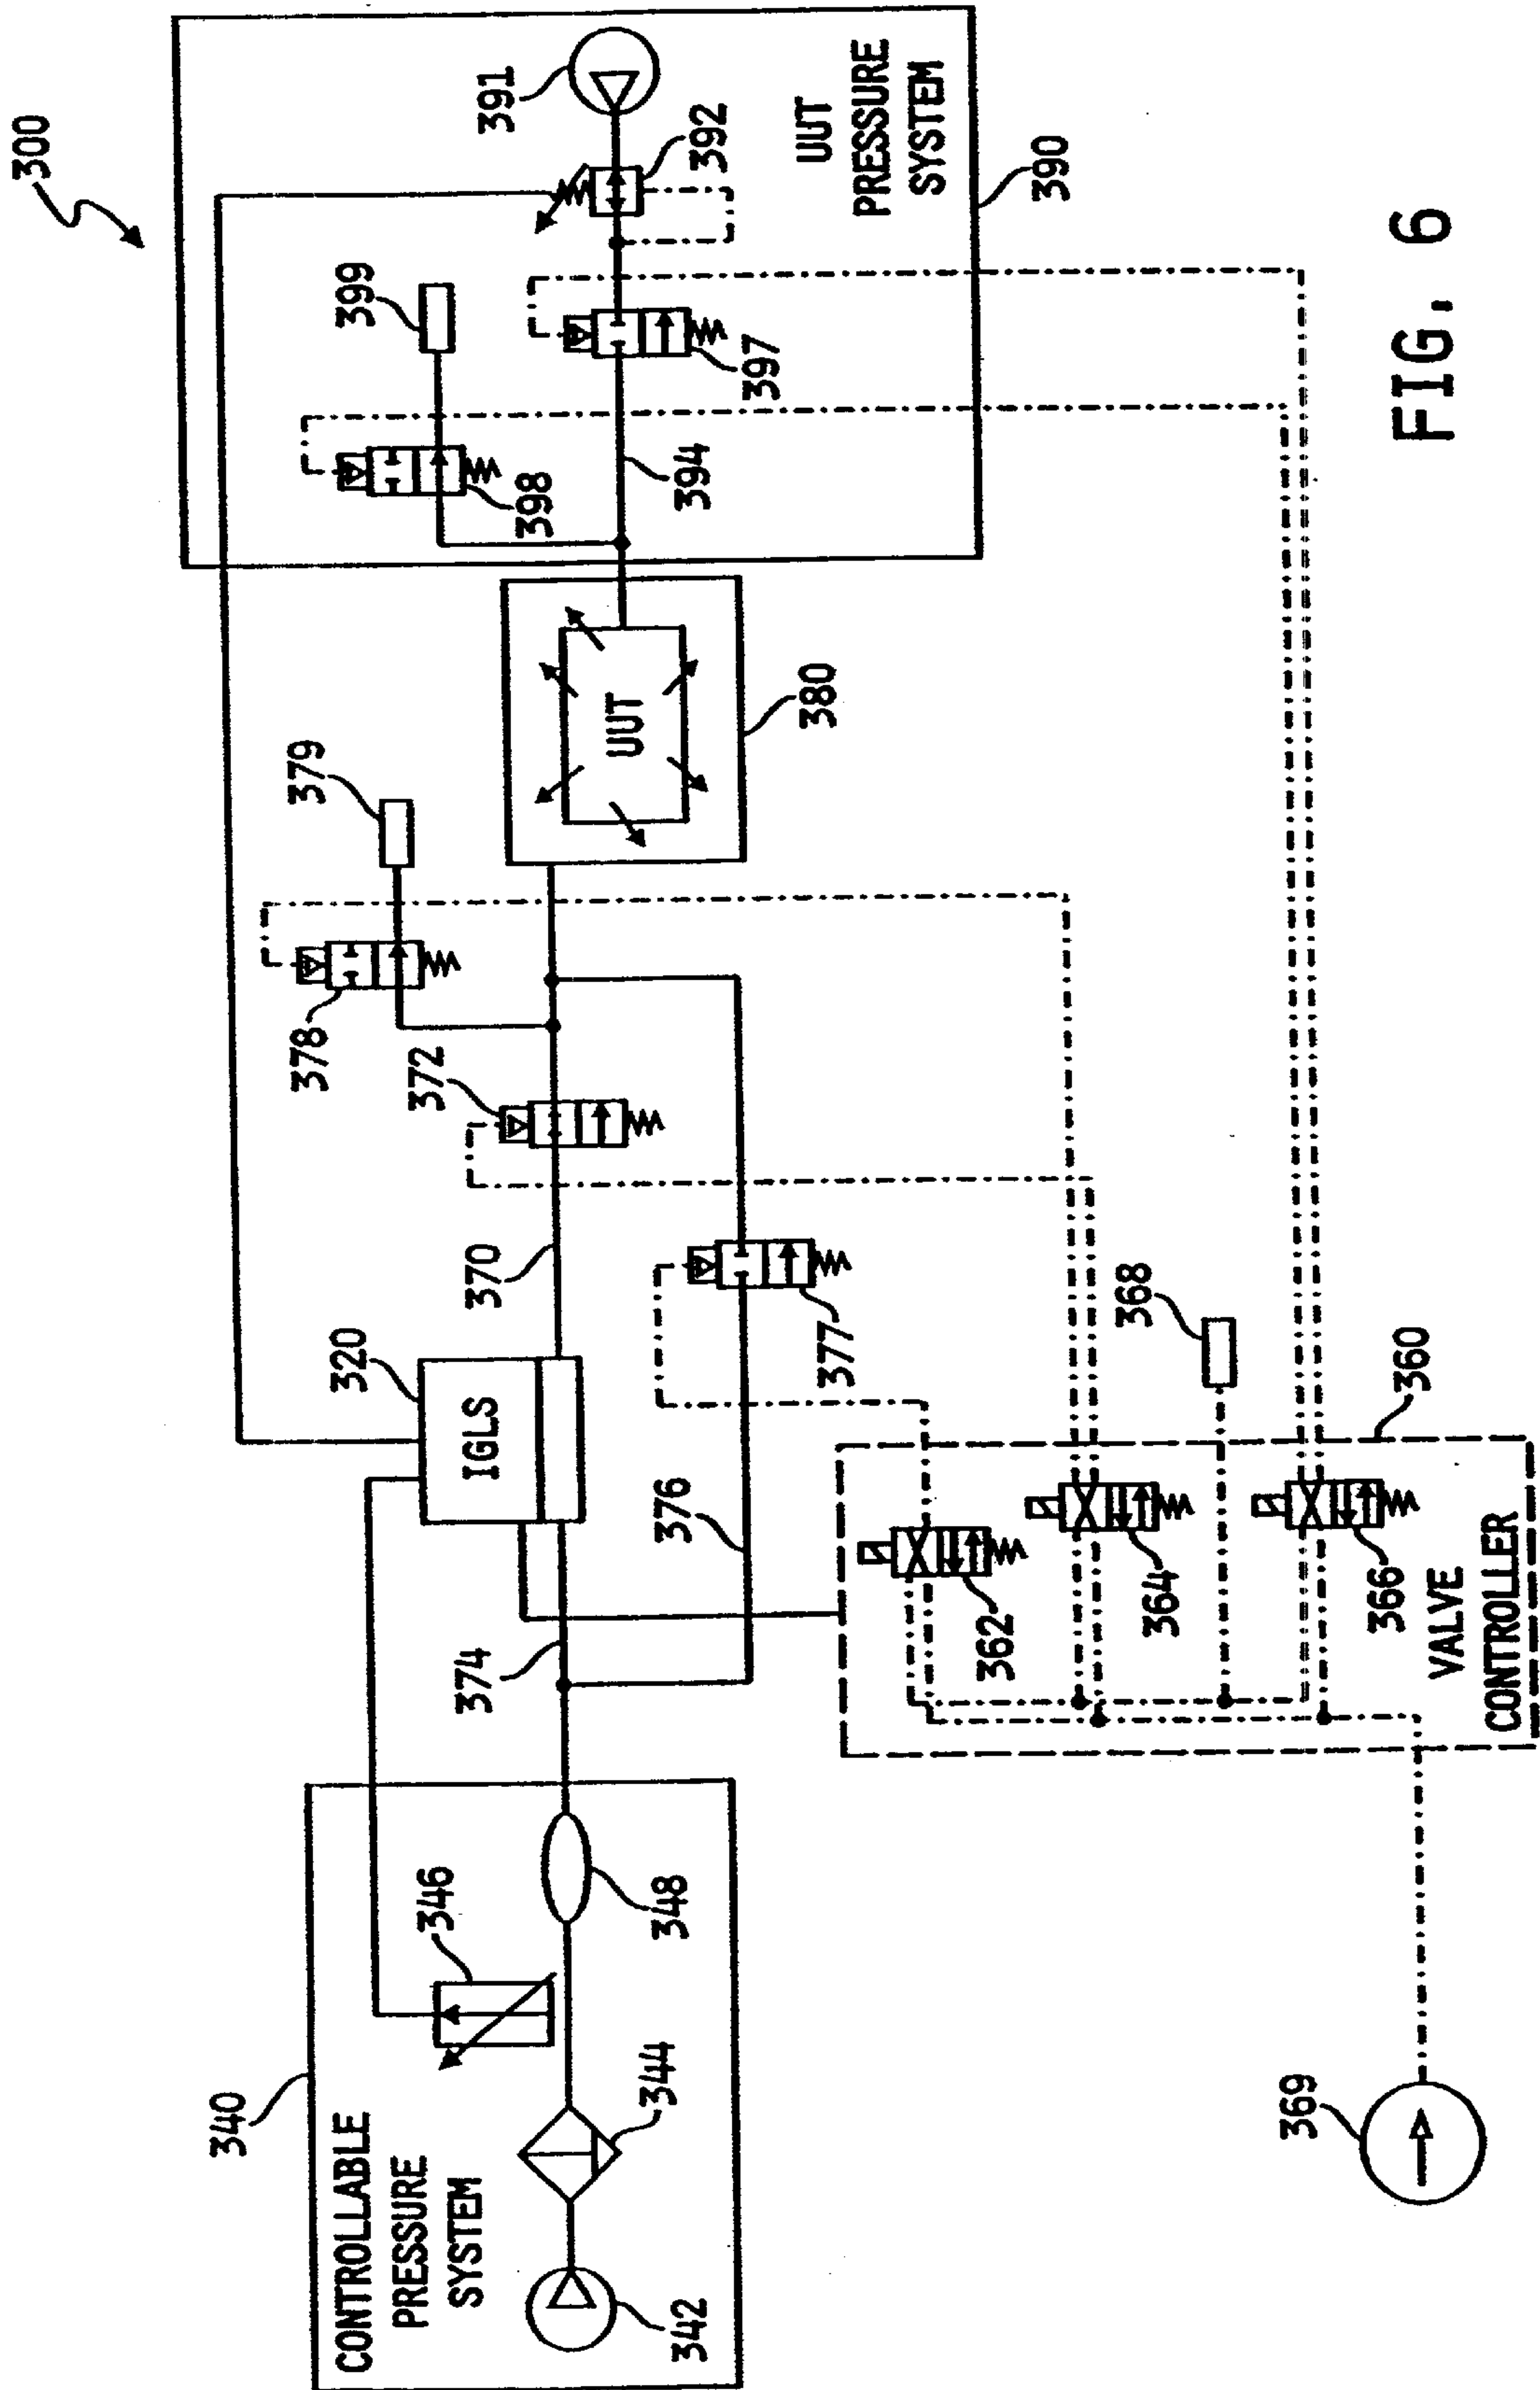 300
340
CONTROLLABLE
PRESSURE
SYSTEM
342
344
346
348
374
376
320
IGLS
370
372
377
378
379
380
UUT
398
399
394
397
391
392
UUT
PRESSURE
SYSTEM
390
369
362
364
366
368
360
VALVE
CONTROLLER
FIG. 6